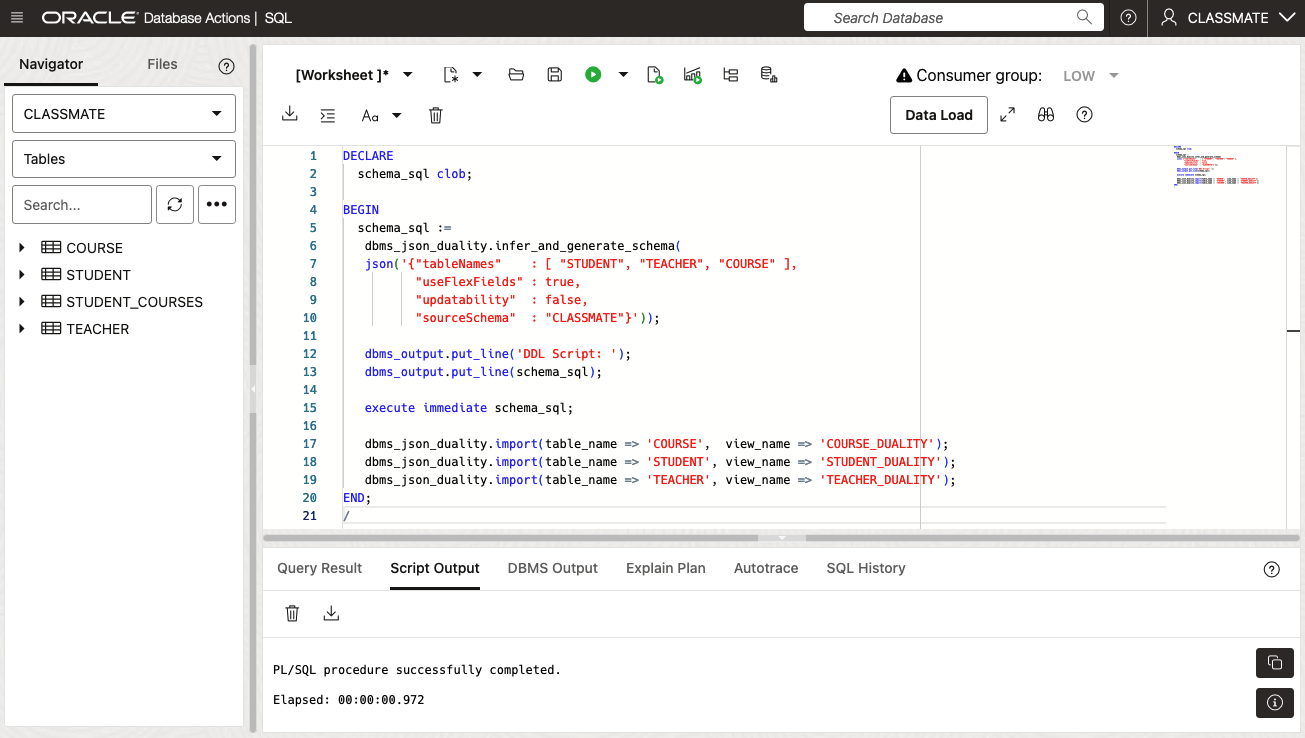 ORACLE Database Actions | SQL
Search Database
CLASSMATE
Navigator
Files
CLASSMATE
Tables
Search...
COURSE
STUDENT
STUDENT_COURSES
TEACHER
[Worksheet ]*
Consumer group: LOW
Aa
Data Load
1 DECLARE
2 schema_sql clob;
3
4 BEGIN
5 schema_sql :=
6 dbms_json_duality.infer_and_generate_schema(
7 json('{"tableNames" : [ "STUDENT", "TEACHER", "COURSE" ],
8 "useFlexFields" : true,
9 "updatability" : false,
10 "sourceSchema" : "CLASSMATE"}'));
11
12 dbms_output.put_line('DDL Script: ');
13 dbms_output.put_line(schema_sql);
14
15 execute immediate schema_sql;
16
17 dbms_json_duality.import(table_name => 'COURSE', view_name => 'COURSE_DUALITY');
18 dbms_json_duality.import(table_name => 'STUDENT', view_name => 'STUDENT_DUALITY');
19 dbms_json_duality.import(table_name => 'TEACHER', view_name => 'TEACHER_DUALITY');
20 END;
21 /
Query Result
Script Output
DBMS Output
Explain Plan
Autotrace
SQL History
PL/SQL procedure successfully completed.
Elapsed: 00:00:00.972